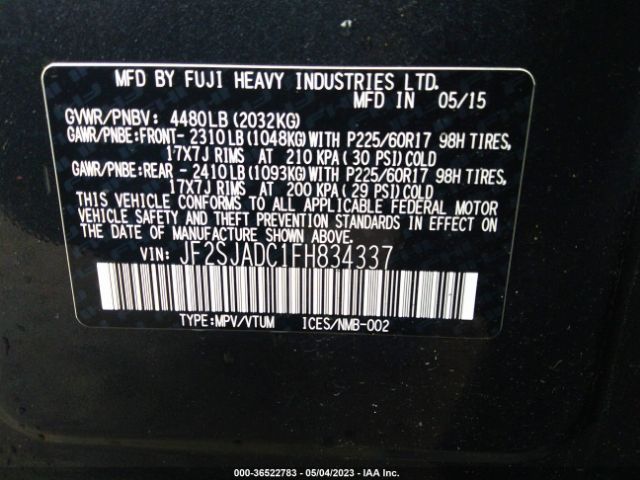 MFD BY FUJI HEAVY INDUSTRIES LTD.
MFD IN 05/15
GVWR/PNBV: 4480LB (2032KG)
GAWR/PNBE:FRONT- 2310LB (1048KG)WITH P225/60R17 98H TIRES,
17X7J RIMS AT 210 KPA( 30 PSI)COLD
GAWR/PNBE:REAR - 2410LB (1093KG)WITH P225/60R17 98H TIRES,
17X7J RIMS AT 200 KPA( 29 PSI)COLD
THIS VEHICLE CONFORMS TO ALL APPLICABLE FEDERAL MOTOR
VEHICLE SAFETY AND THEFT PREVENTION STANDARDS IN EFFECT ON
THE DATE OF MANUFACTURE SHOWN ABOVE.
VIN: JF2SJADC1FH834337
TYPE:MPV/VTUM ICES/NMB-002
000-36522783 - 05/04/2023 - IAA Inc.